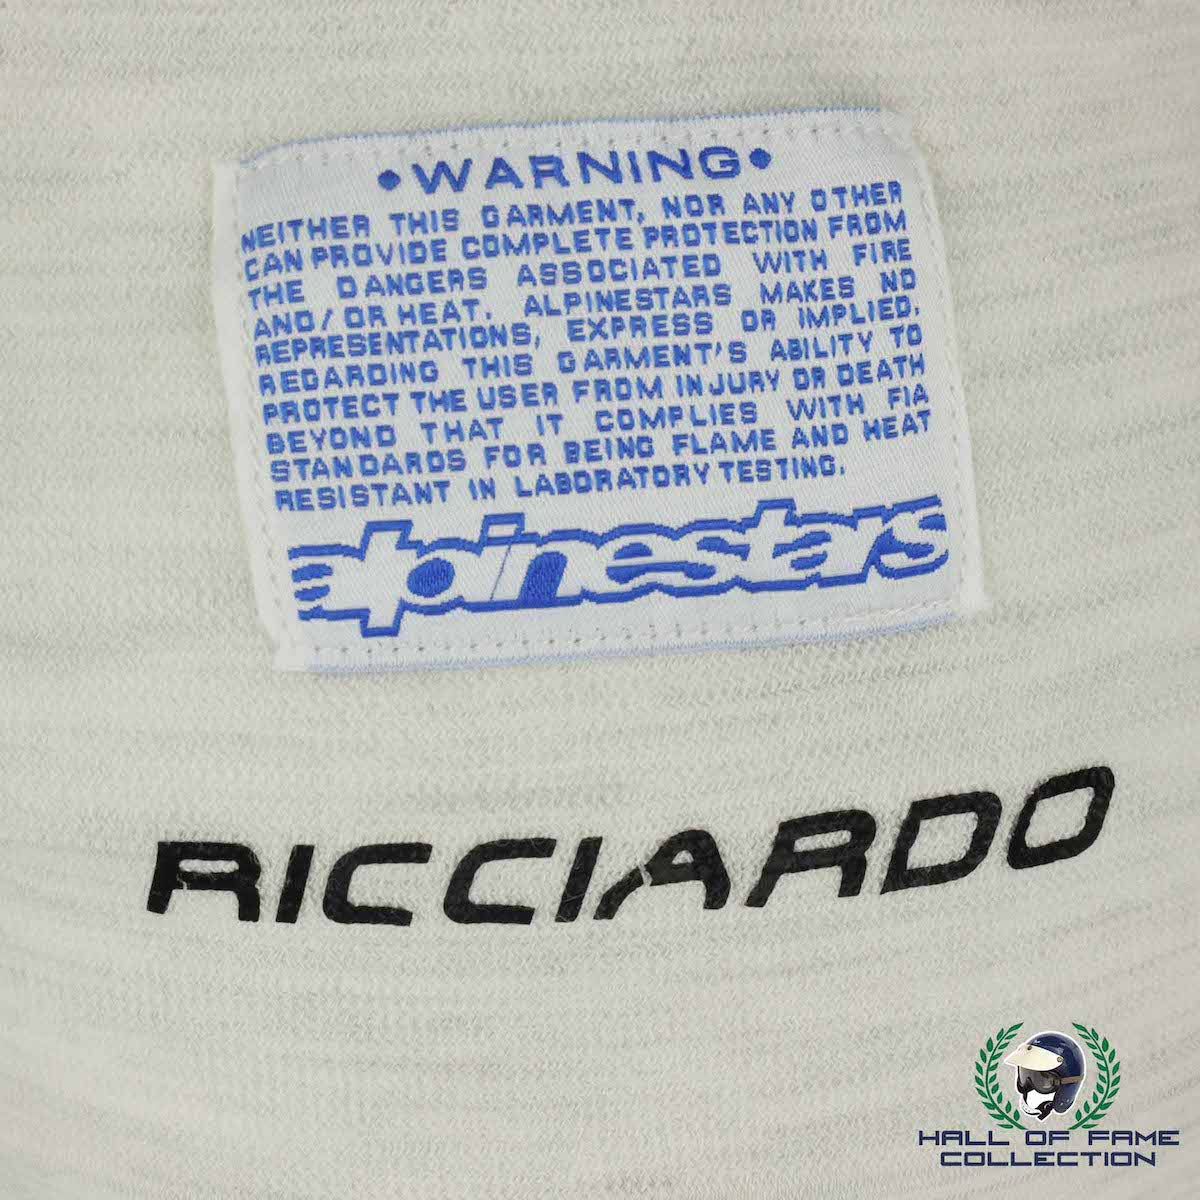 •WARNING•
NEITHER THIS GARMENT, NOR ANY OTHER
CAN PROVIDE COMPLETE PROTECTION FROM
THE DANGERS ASSOCIATED WITH FIRE
AND/OR HEAT. ALPINESTARS MAKES NO
REPRESENTATIONS, EXPRESS OR IMPLIED,
REGARDING THIS GARMENT'S ABILITY TO
PROTECT THE USER FROM INJURY OR DEATH
BEYOND THAT IT COMPLIES WITH FIA
STANDARDS FOR BEING FLAME AND HEAT
RESISTANT IN LABORATORY TESTING.
alpinestars
RICCIARDO
HALL OF FAME
COLLECTION